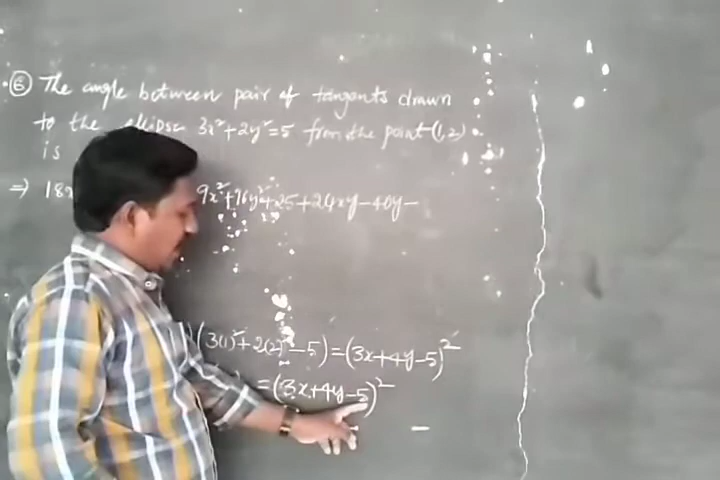 ⑥ The angle between pair of tangents drawn
to the ellipse 3x²+2y²=5 from the point (1,2)
is
⇒ 18x 9x²+16y²+25+24xy-40y-
(3(1)²+2(2)²-5)=(3x+4y-5)²
=(3x+4y-5)²